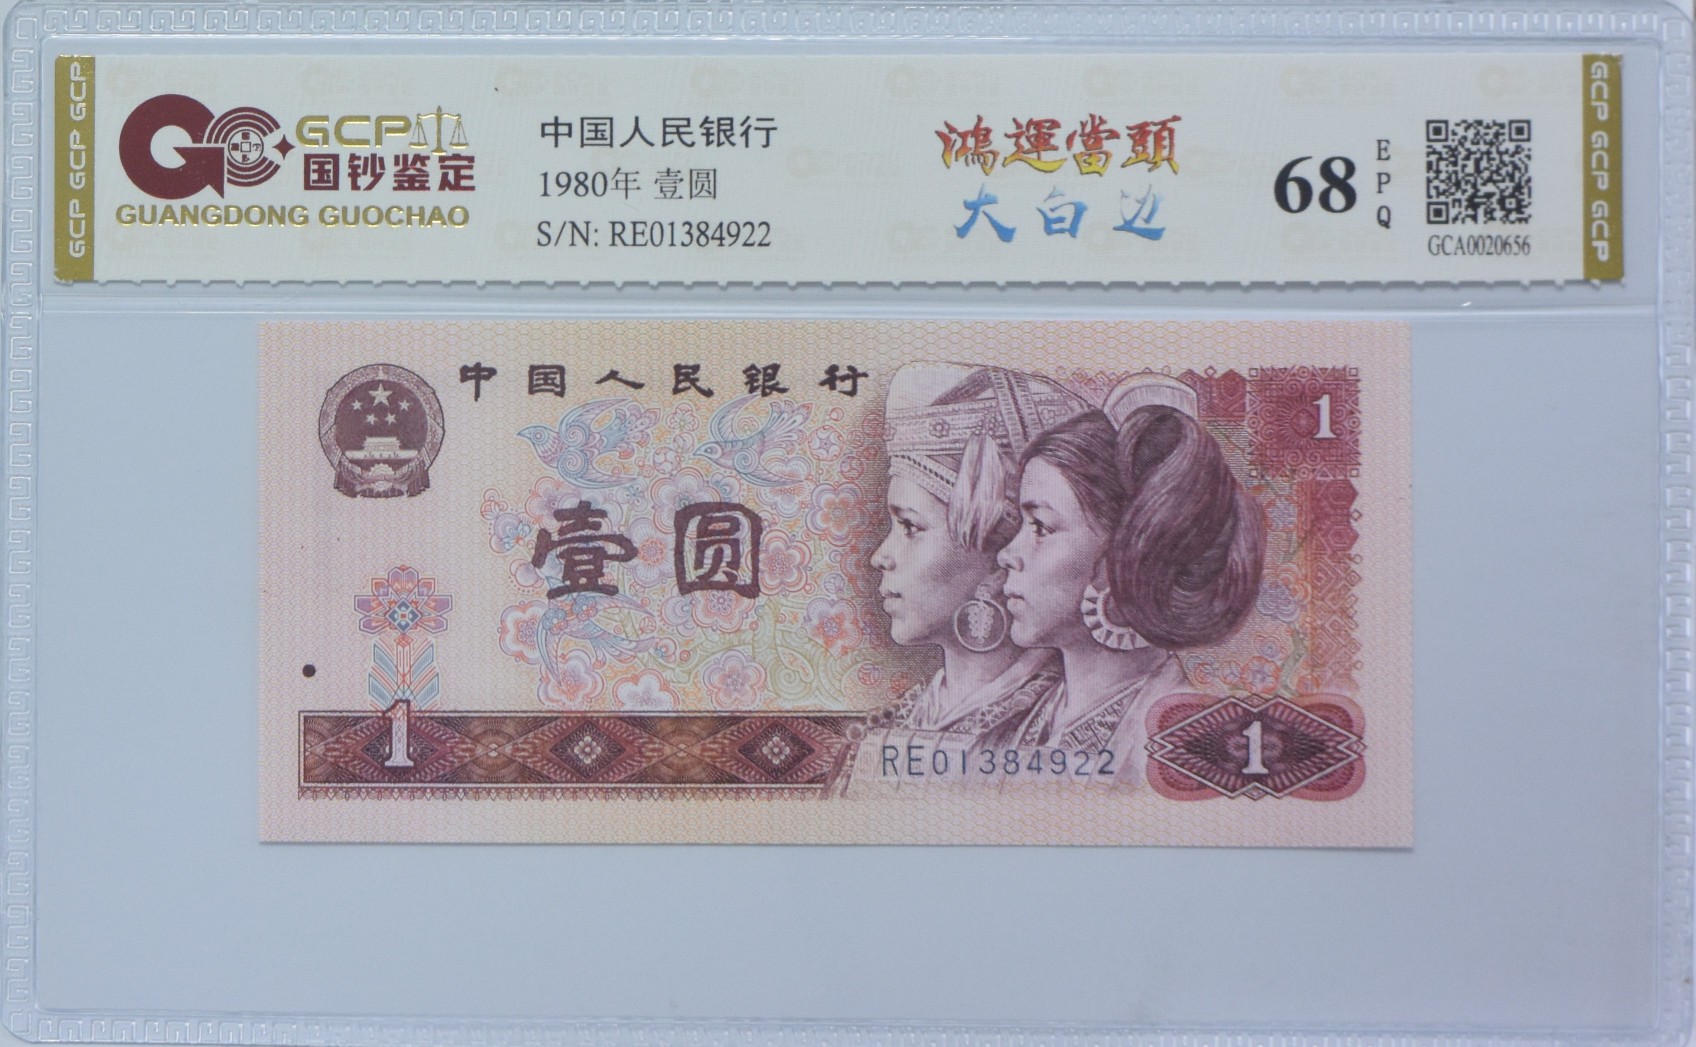 GCP
国钞鉴定
GUANGDONG GUOCHAO
中国人民银行
1980年 壹圆
S/N: RE01384922
鴻運當頭
大白边
68
EPQ
GCA0020656
GCP GCP GCP
GCP GCP GCP
中国人民银行
1
壹圆
1
RE01384922
1